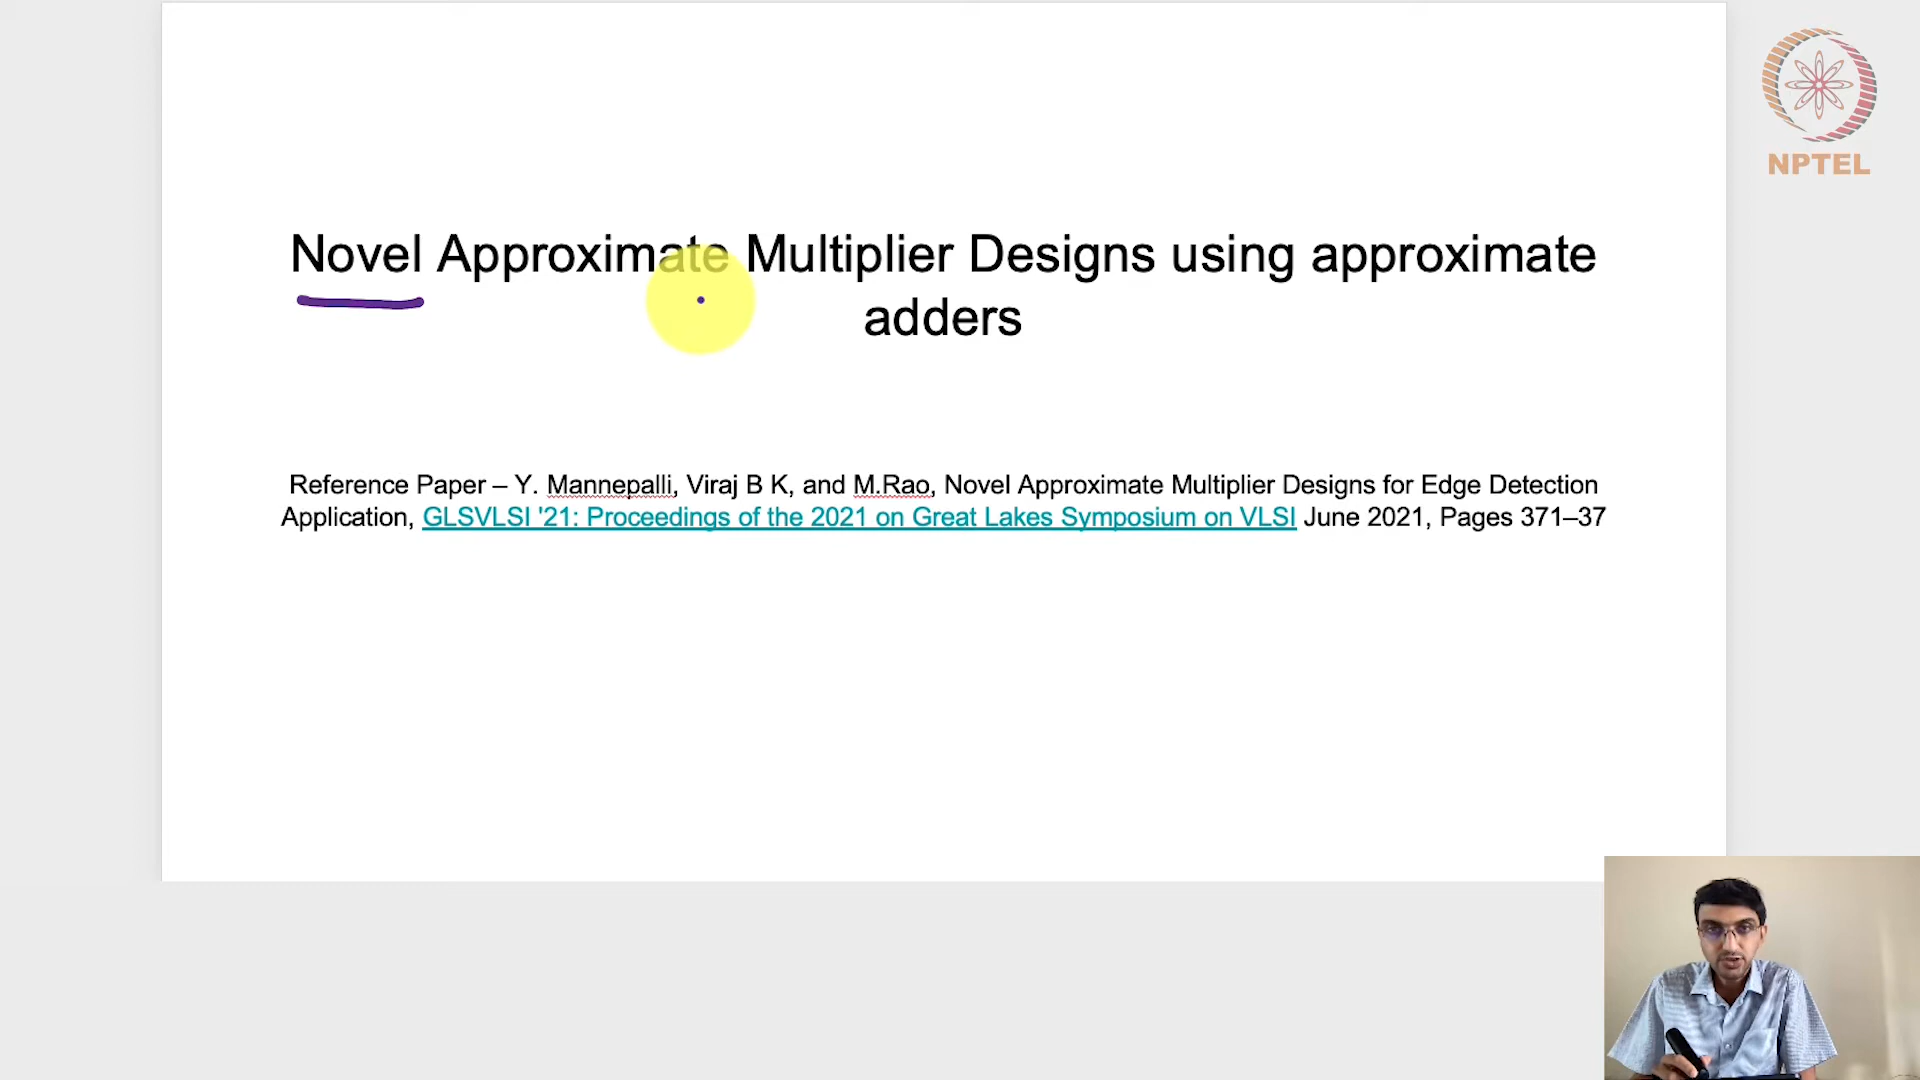 NPTEL
Novel Approximate Multiplier Designs using approximate
adders
Reference Paper – Y. Mannepalli, Viraj B K, and M.Rao, Novel Approximate Multiplier Designs for Edge Detection
Application, GLSVLSI '21: Proceedings of the 2021 on Great Lakes Symposium on VLSI June 2021, Pages 371–37